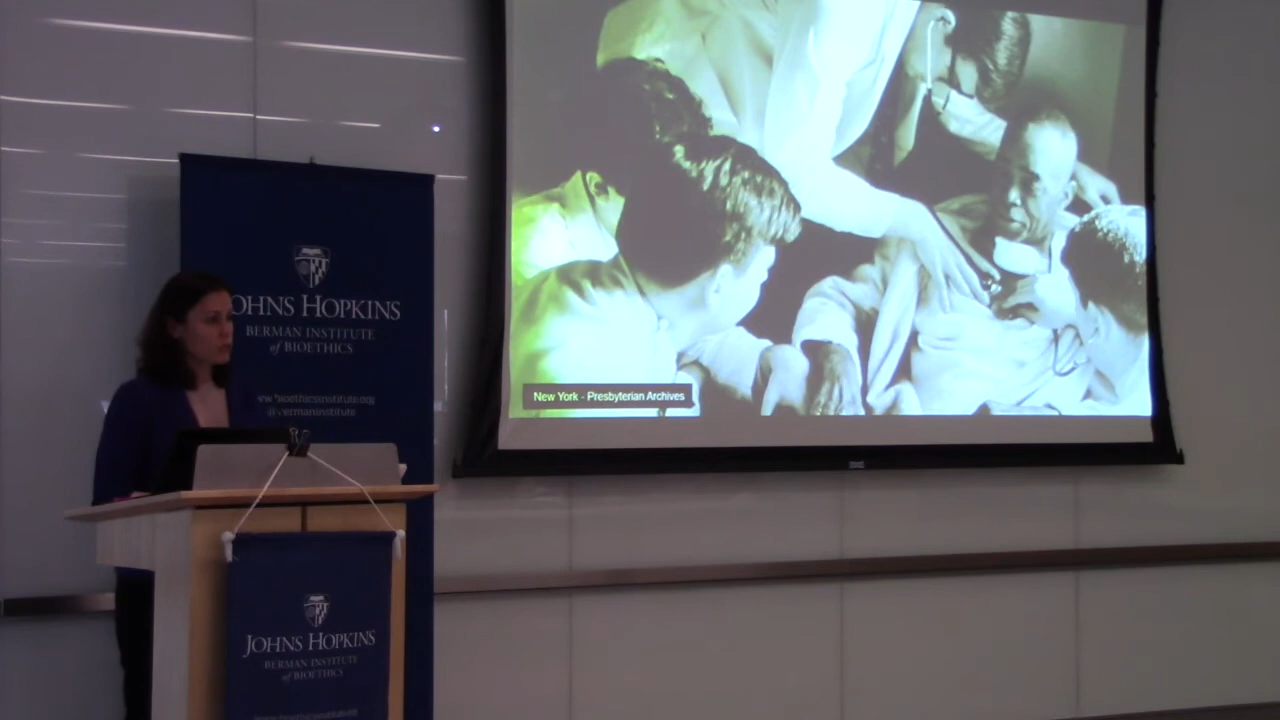 JOHNS HOPKINS
BERMAN INSTITUTE
of BIOETHICS
@bermaninstitute
New York - Presbyterian Archives
JOHNS HOPKINS
BERMAN INSTITUTE
of BIOETHICS